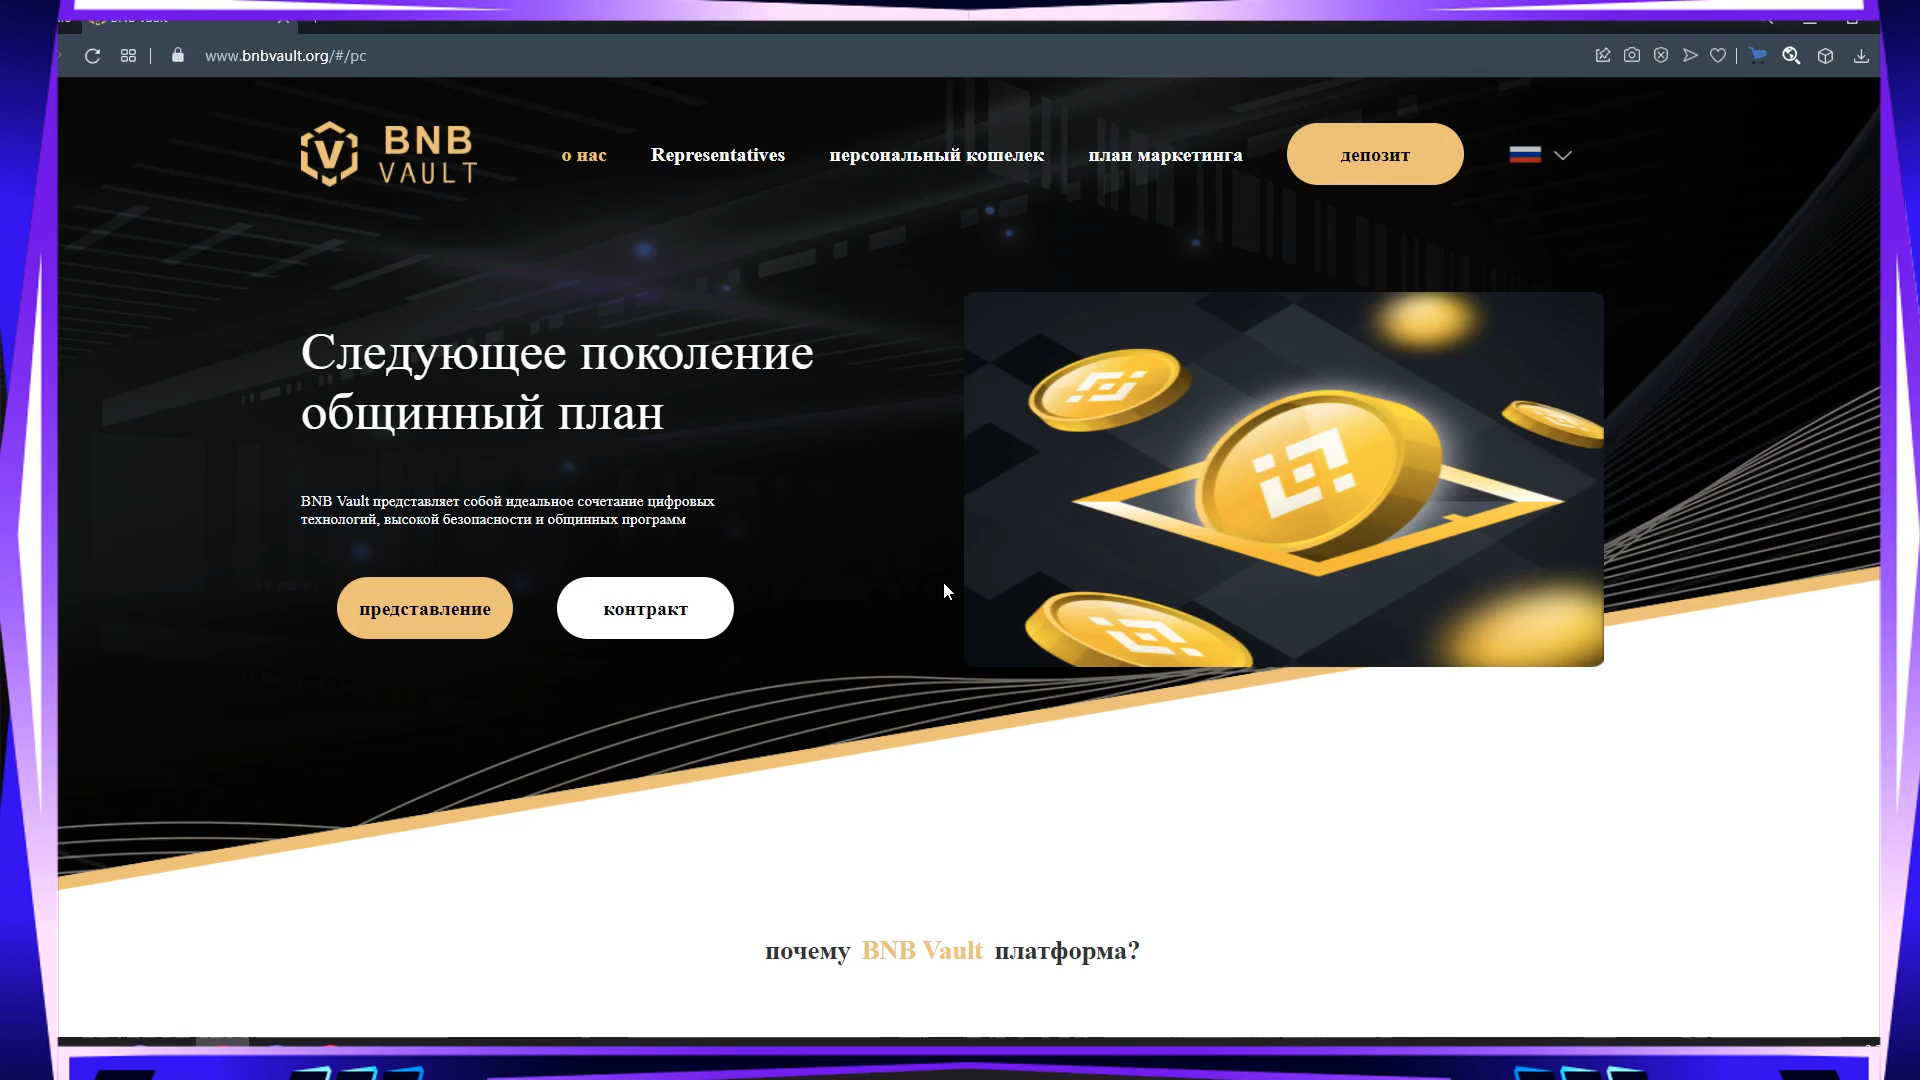 www.bnbvault.org/#/pc
BNB
VAULT
о нас
Representatives
персональный кошелек
план маркетинга
депозит
Следующее поколение
общинный план
BNB Vault представляет собой идеальное сочетание цифровых
технологий, высокой безопасности и общинных программ
представление
контракт
почему BNB Vault платформа?